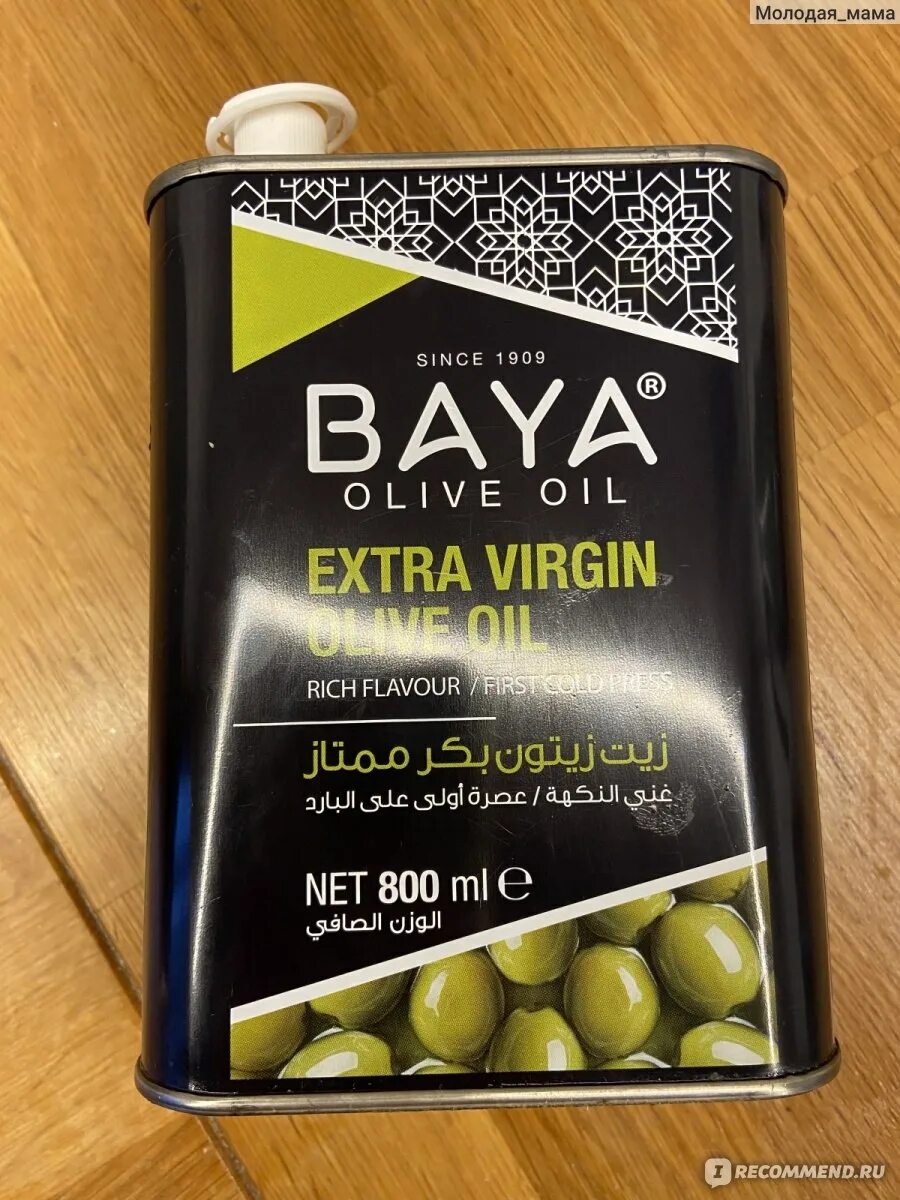 Молодая_мама
SINCE 1909
BAYA®
OLIVE OIL
EXTRA VIRGIN
OLIVE OIL
RICH FLAVOUR / FIRST COLD PRESS
زيت زيتون بكر ممتاز
غني النكهة / عصرة أولى على البارد
NET 800 ml ℮
الوزن الصافي
IRECOMMEND.RU